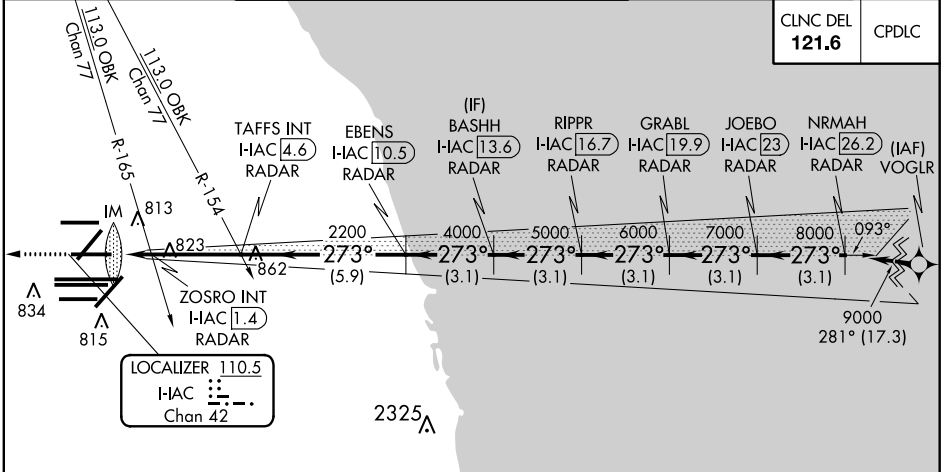 CLNC DEL
121.6
CPDLC
113.0 OBK
Chan 77
113.0 OBK
Chan 77
R-165
R-154
TAFFS INT
I-IAC 4.6
RADAR
EBENS
I-IAC 10.5
RADAR
(IF)
BASHH
I-IAC 13.6
RADAR
RIPPR
I-IAC 16.7
RADAR
GRABL
I-IAC 19.9
RADAR
JOEBO
I-IAC 23
RADAR
NRMAH
I-IAC 26.2
RADAR
(IAF)
VOGLR
IM
813
823
862
2200
273°
(5.9)
4000
273°
(3.1)
5000
273°
(3.1)
6000
273°
(3.1)
7000
273°
(3.1)
8000
273°
(3.1)
093°
9000
281° (17.3)
ZOSRO INT
I-IAC 1.4
RADAR
834
815
LOCALIZER 110.5
I-IAC
Chan 42
2325